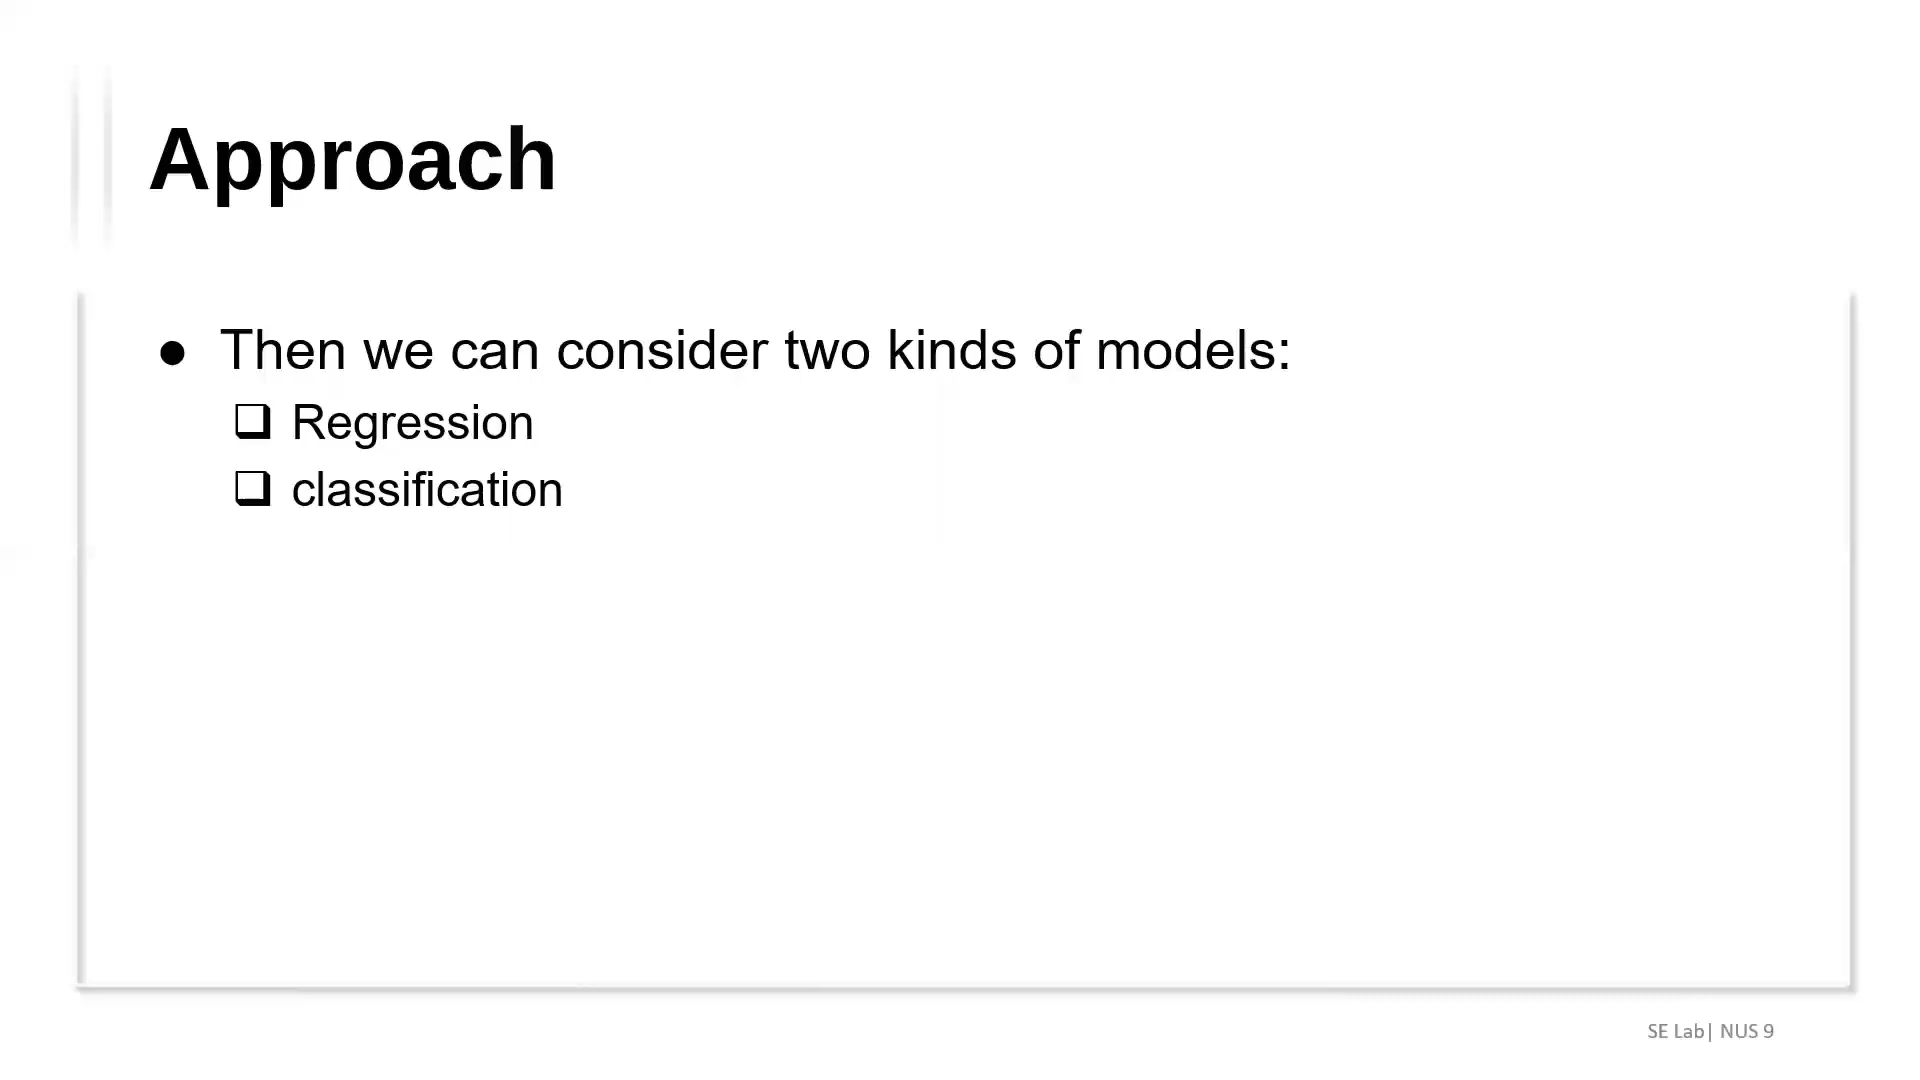 Approach
● Then we can consider two kinds of models:
❑ Regression
❑ classification
SE Lab| NUS 9